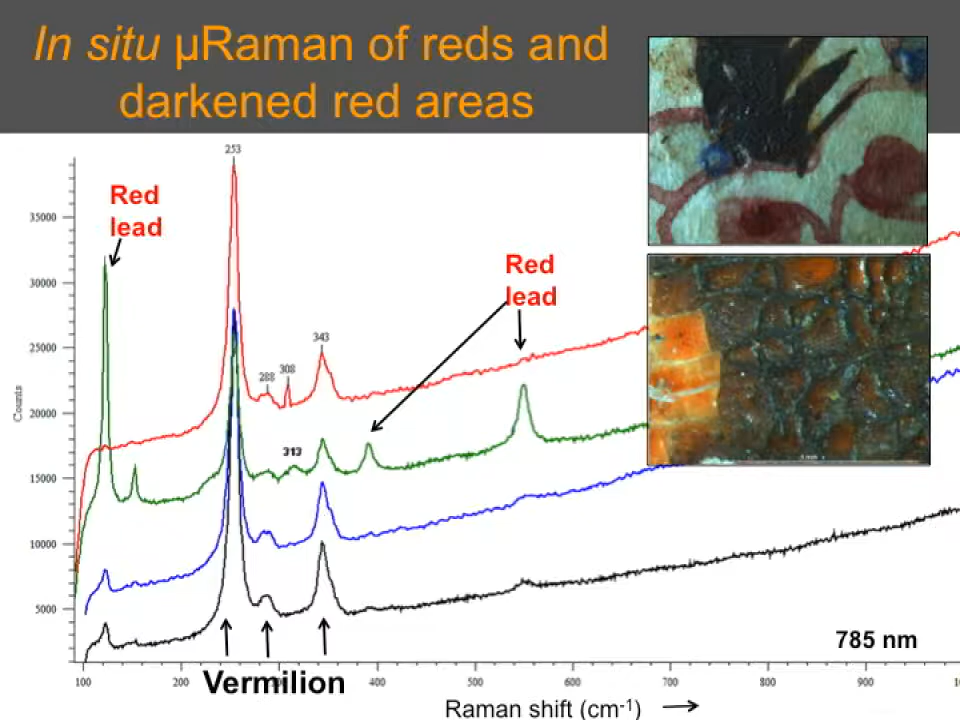 In situ µRaman of reds and
darkened red areas
253
Red
lead
35000
Red
lead
30000
25000
343
288
308
Counts
20000
313
15000
10000
5000
785 nm
100
200
400
500
600
700
800
900
Vermilion
Raman shift (cm-1)